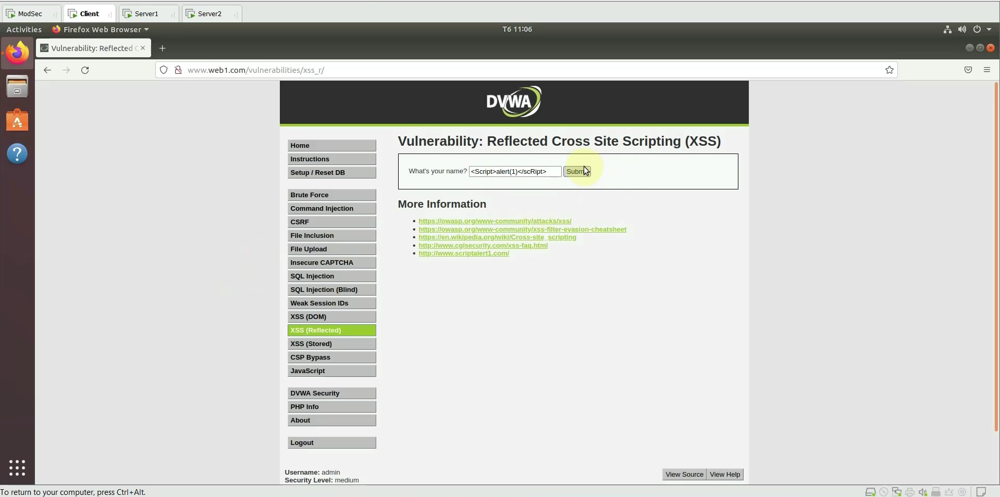 ModSec
Client
Server1
Server2
Activities
Firefox Web Browser
T6 11:06
Vulnerability: Reflected
www.web1.com/vulnerabilities/xss_r/
DVWA
Home
Instructions
Setup / Reset DB
Brute Force
Command Injection
CSRF
File Inclusion
File Upload
Insecure CAPTCHA
SQL Injection
SQL Injection (Blind)
Weak Session IDs
XSS (DOM)
XSS (Reflected)
XSS (Stored)
CSP Bypass
JavaScript
DVWA Security
PHP Info
About
Logout
Vulnerability: Reflected Cross Site Scripting (XSS)
What's your name? <Script>alert(1)</scRipt> Subm
More Information
• https://owasp.org/www-community/attacks/xss/
• https://owasp.org/www-community/xss-filter-evasion-cheatsheet
• https://en.wikipedia.org/wiki/Cross-site_scripting
• http://www.cgisecurity.com/xss-faq.html
• http://www.scriptalert1.com/
Username: admin
Security Level: medium
View Source View Help
To return to your computer, press Ctrl+Alt.